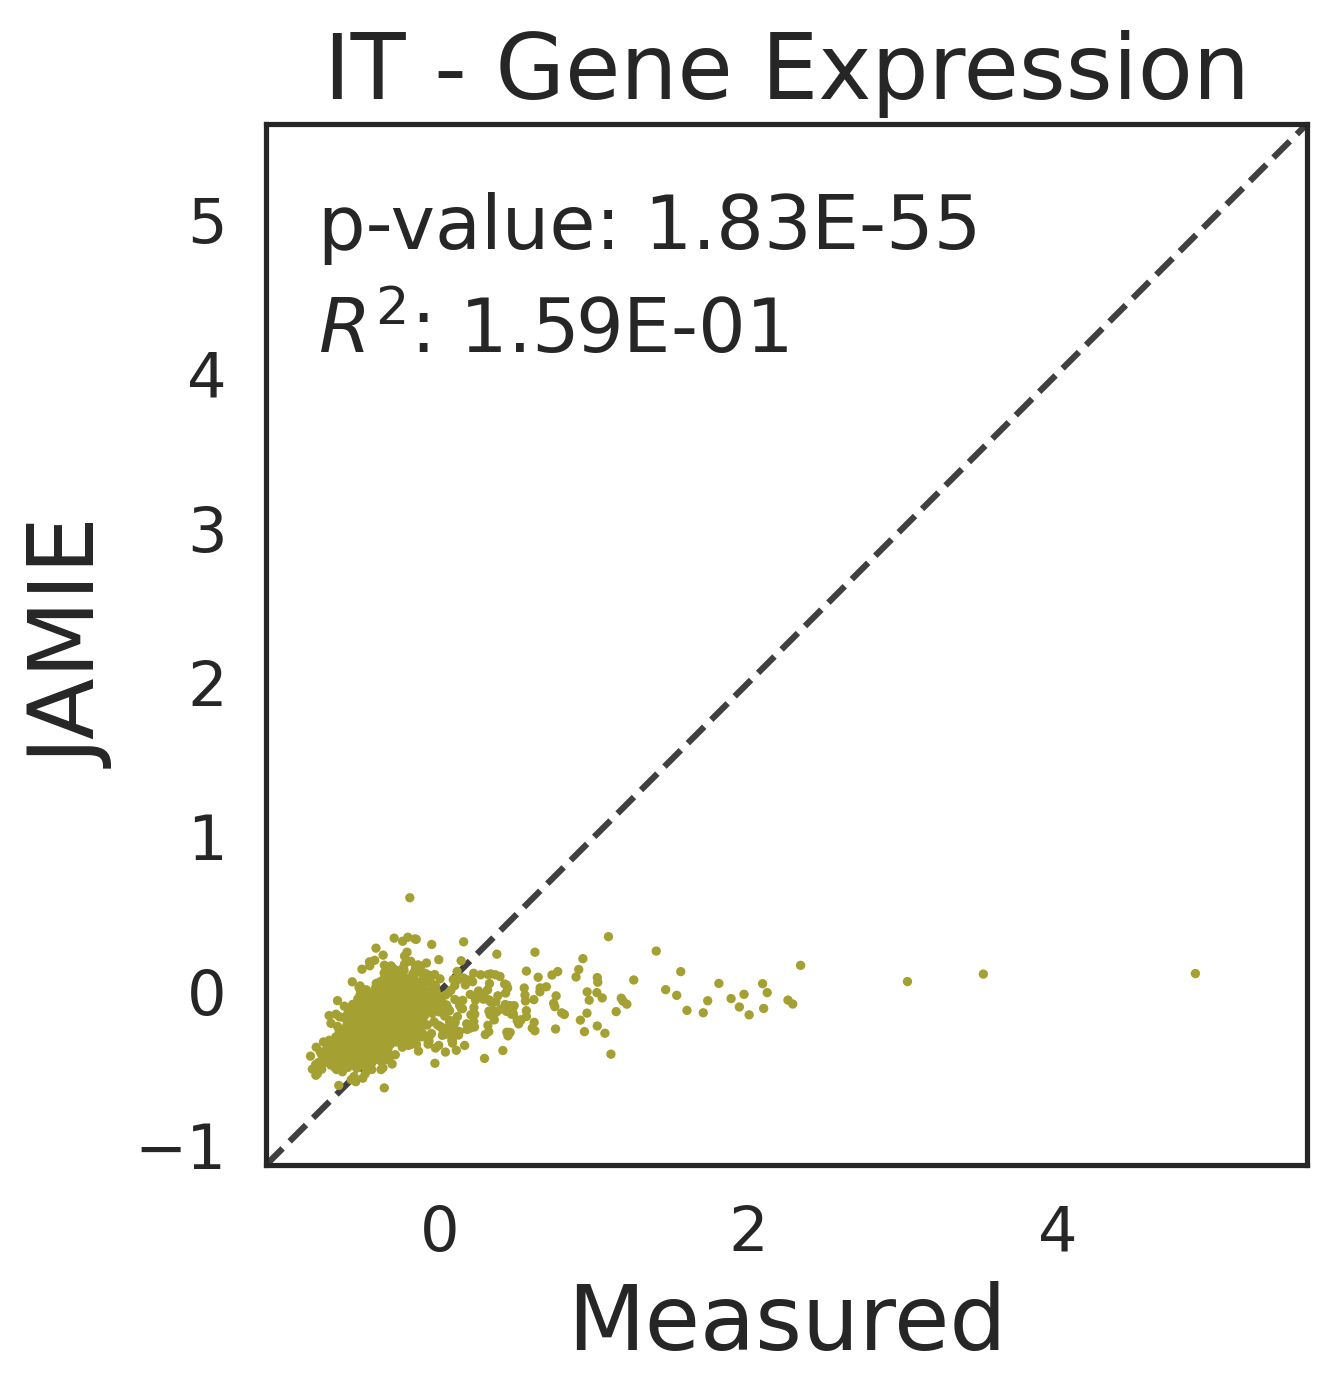 IT - Gene Expression
p-value: 1.83E-55
R²: 1.59E-01
JAMIE
5
4
3
2
1
0
−1
0 2 4
Measured